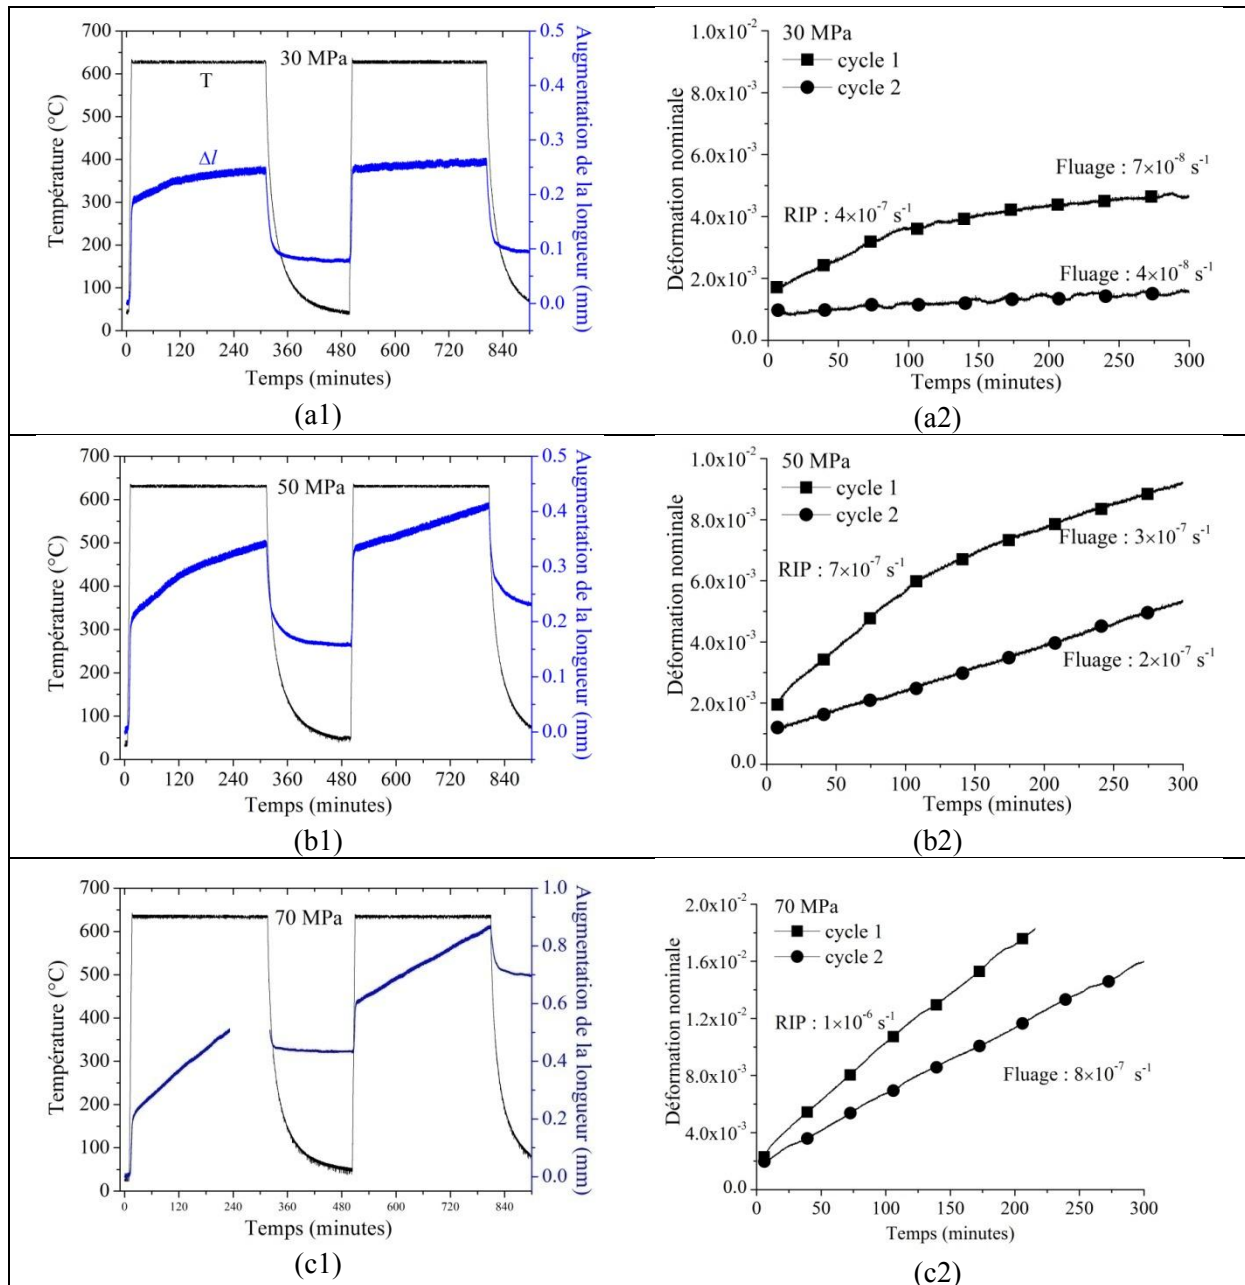 700
600
500
400
300
200
100
0
Température (°C)
T
Δl
30 MPa
0.5
0.4
0.3
0.2
0.1
0.0
Augmentation de la longueur (mm)
0 120 240 360 480 600 720 840
Temps (minutes)
(a1)
1.0x10⁻²
8.0x10⁻³
6.0x10⁻³
4.0x10⁻³
2.0x10⁻³
0.0
Déformation nominale
30 MPa
cycle 1
cycle 2
Fluage : 7×10⁻⁸ s⁻¹
RIP : 4×10⁻⁷ s⁻¹
Fluage : 4×10⁻⁸ s⁻¹
0 50 100 150 200 250 300
Temps (minutes)
(a2)
700
600
500
400
300
200
100
0
Température (°C)
50 MPa
0.5
0.4
0.3
0.2
0.1
0.0
Augmentation de la longueur (mm)
0 120 240 360 480 600 720 840
Temps (minutes)
(b1)
1.0x10⁻²
8.0x10⁻³
6.0x10⁻³
4.0x10⁻³
2.0x10⁻³
0.0
Déformation nominale
50 MPa
cycle 1
cycle 2
RIP : 7×10⁻⁷ s⁻¹
Fluage : 3×10⁻⁷ s⁻¹
Fluage : 2×10⁻⁷ s⁻¹
0 50 100 150 200 250 300
Temps (minutes)
(b2)
700
600
500
400
300
200
100
0
Température (°C)
70 MPa
1.0
0.8
0.6
0.4
0.2
0.0
Augmentation de la longueur (mm)
0 120 240 360 480 600 720 840
Temps (minutes)
(c1)
2.0x10⁻²
1.6x10⁻²
1.2x10⁻²
8.0x10⁻³
4.0x10⁻³
0.0
Déformation nominale
70 MPa
cycle 1
cycle 2
RIP : 1×10⁻⁶ s⁻¹
Fluage : 8×10⁻⁷ s⁻¹
0 50 100 150 200 250 300
Temps (minutes)
(c2)